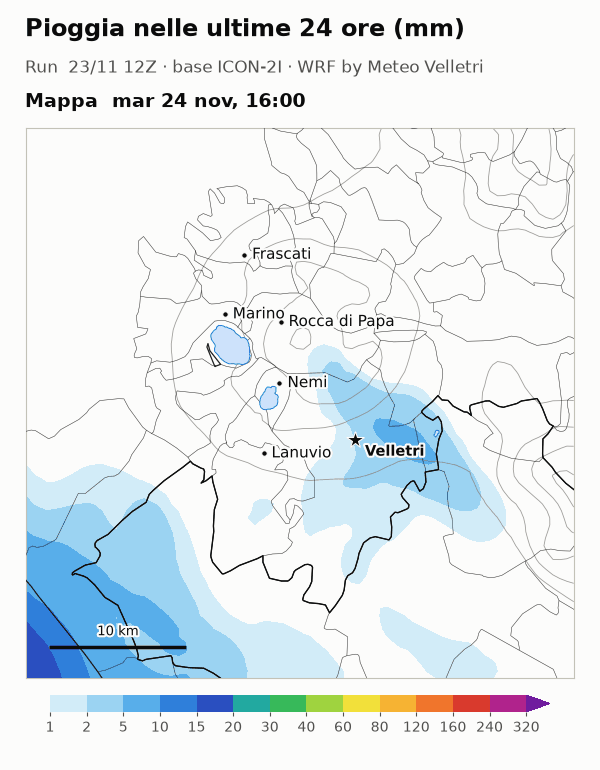 Pioggia nelle ultime 24 ore (mm)
Run 23/11 12Z · base ICON-2I · WRF by Meteo Velletri
Mappa mar 24 nov, 16:00
Frascati
Marino
Rocca di Papa
Nemi
Velletri
Lanuvio
10 km
1 2 5 10 15 20 30 40 60 80 120 160 240 320